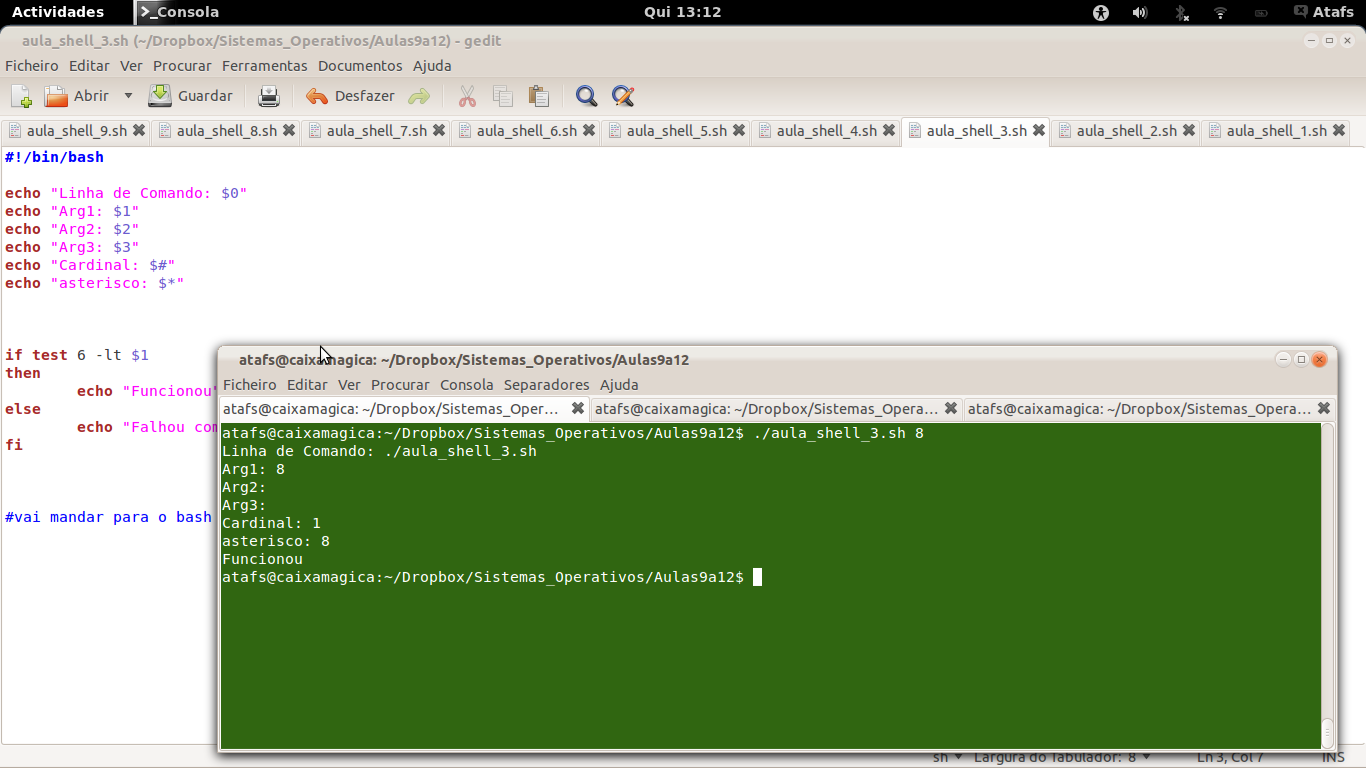 Actividades
Consola
Qui 13:12
Atafs
aula_shell_3.sh (~/Dropbox/Sistemas_Operativos/Aulas9a12) - gedit
Ficheiro Editar Ver Procurar Ferramentas Documentos Ajuda
Abrir Guardar Desfazer
aula_shell_9.sh aula_shell_8.sh aula_shell_7.sh aula_shell_6.sh aula_shell_5.sh aula_shell_4.sh aula_shell_3.sh aula_shell_2.sh aula_shell_1.sh
#!/bin/bash
echo "Linha de Comando: $0"
echo "Arg1: $1"
echo "Arg2: $2"
echo "Arg3: $3"
echo "Cardinal: $#"
echo "asterisco: $*"
if test 6 -lt $1
then
echo "Funcionou"
else
echo "Falhou com
fi
#vai mandar para o bash
atafs@caixamagica: ~/Dropbox/Sistemas_Operativos/Aulas9a12
Ficheiro Editar Ver Procurar Consola Separadores Ajuda
atafs@caixamagica: ~/Dropbox/Sistemas_Oper... atafs@caixamagica: ~/Dropbox/Sistemas_Opera... atafs@caixamagica: ~/Dropbox/Sistemas_Opera...
atafs@caixamagica:~/Dropbox/Sistemas_Operativos/Aulas9a12$ ./aula_shell_3.sh 8
Linha de Comando: ./aula_shell_3.sh
Arg1: 8
Arg2:
Arg3:
Cardinal: 1
asterisco: 8
Funcionou
atafs@caixamagica:~/Dropbox/Sistemas_Operativos/Aulas9a12$
sh Largura do Tabulador: 8 Ln 3, Col 7 INS